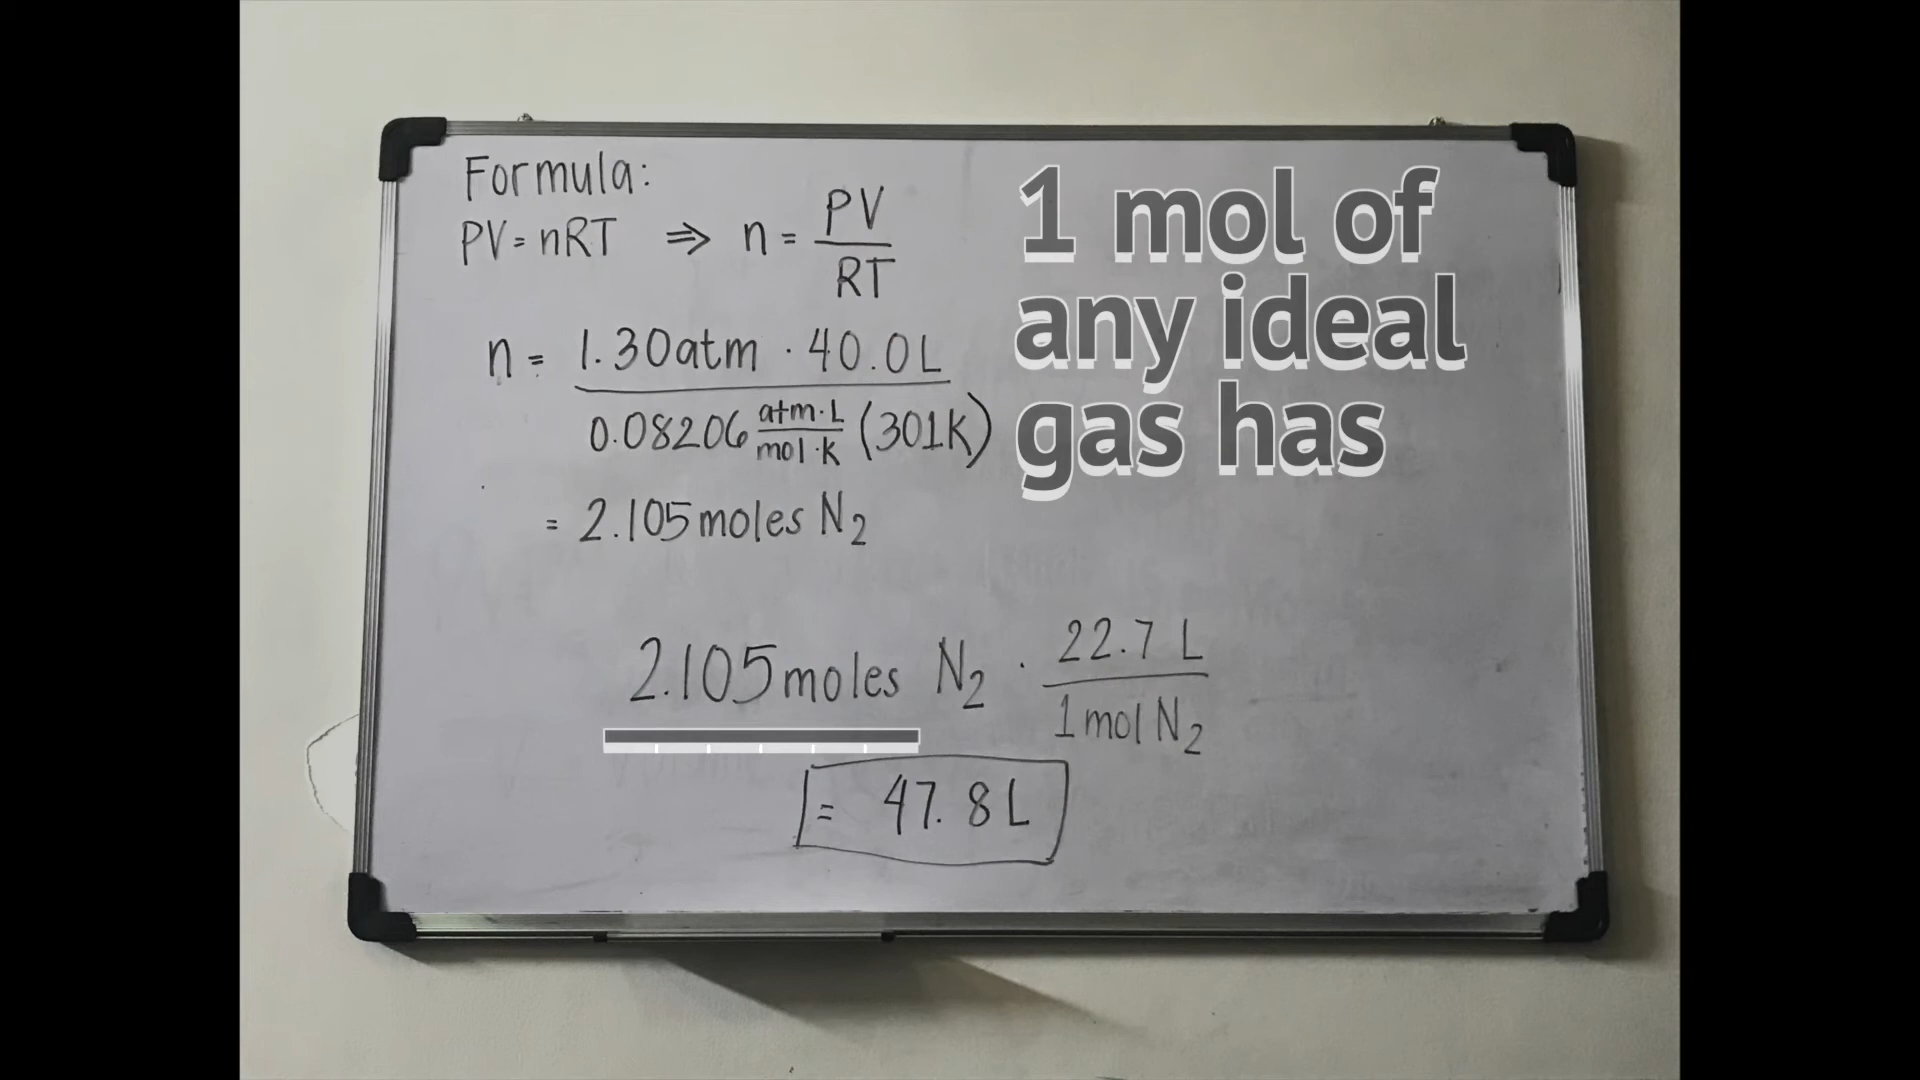 Formula:
PV = nRT ⇒ n = PV / RT
n = 1.30atm · 40.0L / 0.08206 atm·L / mol·K (301K)
= 2.105 moles N₂
2.105 moles N₂ · 22.7 L / 1 mol N₂
= 47.8 L
1 mol of
any ideal
gas has